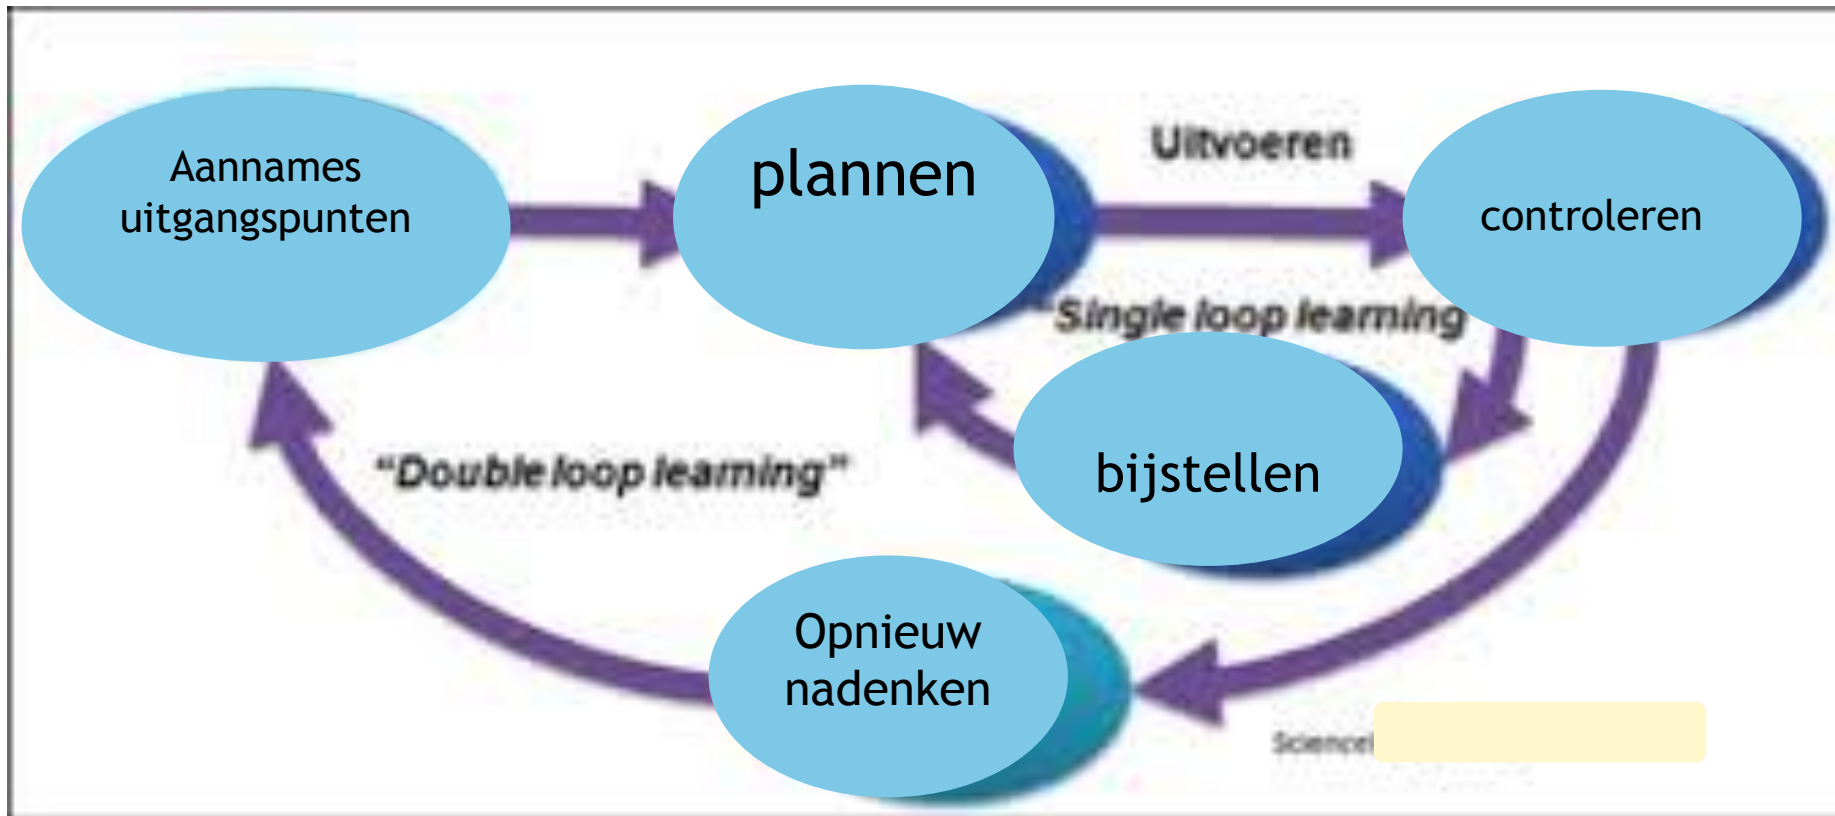 Aannames
uitgangspunten
plannen
Uitvoeren
controleren
"Single loop learning
bijstellen
"Double loop learning"
Opnieuw
nadenken